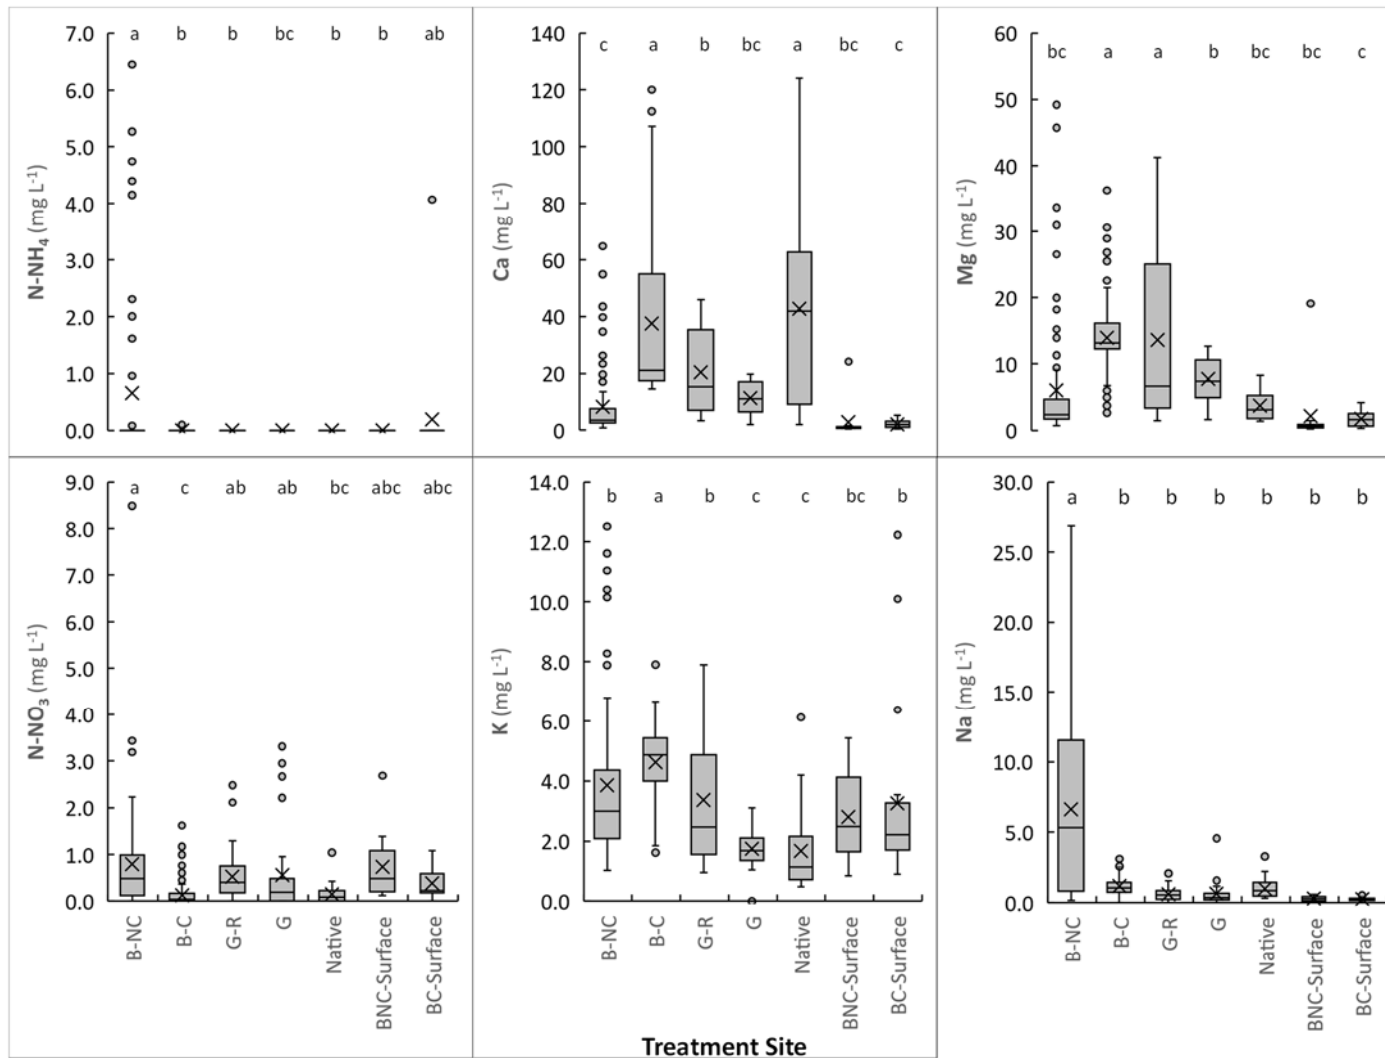 a b b bc b b ab
7.0
6.0
5.0
4.0
3.0
2.0
1.0
0.0
N-NH₄ (mg L⁻¹)
c a b bc a bc c
140
120
100
80
60
40
20
0
Ca (mg L⁻¹)
bc a a b bc bc c
60
50
40
30
20
10
0
Mg (mg L⁻¹)
a c ab ab bc abc abc
9.0
8.0
7.0
6.0
5.0
4.0
3.0
2.0
1.0
0.0
N-NO₃ (mg L⁻¹)
B-NC
B-C
G-R
G
Native
BNC-Surface
BC-Surface
b a b c c bc b
14.0
12.0
10.0
8.0
6.0
4.0
2.0
0.0
K (mg L⁻¹)
B-NC
B-C
G-R
G
Native
BNC-Surface
BC-Surface
a b b b b b b
30.0
25.0
20.0
15.0
10.0
5.0
0.0
Na (mg L⁻¹)
B-NC
B-C
G-R
G
Native
BNC-Surface
BC-Surface
Treatment Site